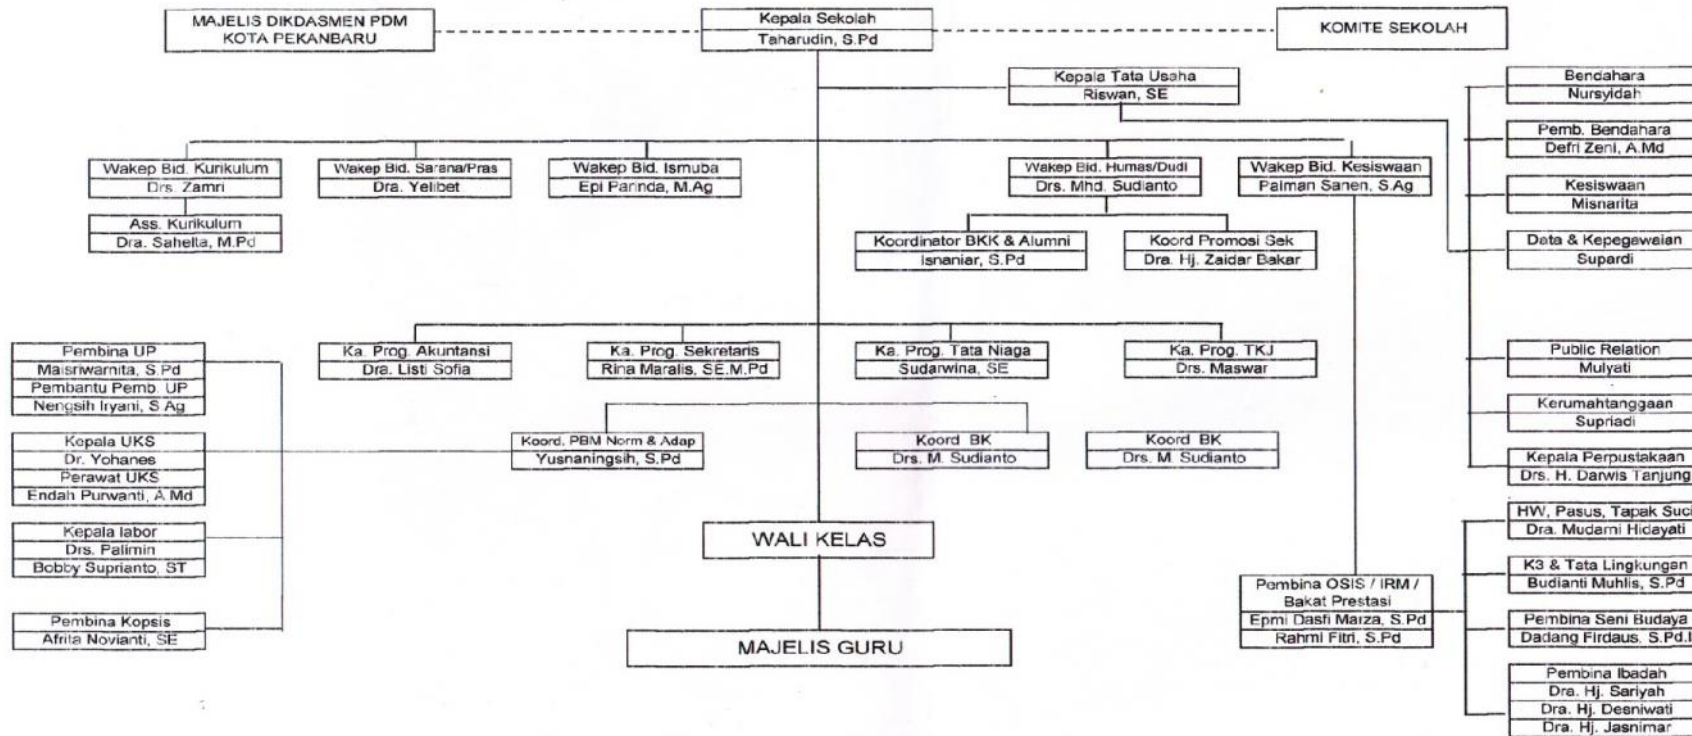 MAJELIS DIKDASMEN PDM
KOTA PEKANBARU
Kepala Sekolah
Taharudin, S.Pd
KOMITE SEKOLAH
Kepala Tata Usaha
Riswan, SE
Bendahara
Nursyidah
Pemb. Bendahara
Defri Zeni, A.Md
Kesiswaan
Misnarita
Data & Kepegawaian
Supardi
Wakep Bid. Kurikulum
Drs. Zamri
Wakep Bid. Sarana/Pras
Dra. Yelibet
Wakep Bid. Ismuba
Epi Parinda, M.Ag
Wakep Bid. Humas/Dudi
Drs. Mhd. Sudianto
Wakep Bid. Kesiswaan
Palman Sanen, S.Ag
Ass. Kurikulum
Dra. Sahelta, M.Pd
Koordinator BKK & Alumni
Isnaniar, S.Pd
Koord Promosi Sek
Dra. Hj. Zaidar Bakar
Pembina UP
Maisriwarnita, S.Pd
Pembantu Pemb. UP
Nengsih Iryani, S.Ag
Ka. Prog. Akuntansi
Dra. Listi Sofia
Ka. Prog. Sekretaris
Rina Maralis, SE.M.Pd
Ka. Prog. Tata Niaga
Sudarwina, SE
Ka. Prog. TKJ
Drs. Maswar
Public Relation
Mulyati
Kerumahtanggaan
Supriadi
Kepala Perpustakaan
Drs. H. Darwis Tanjung
Kepala UKS
Dr. Yohanes
Perawat UKS
Endah Purwanti, A.Md
Koord. PBM Norm & Adap
Yusnaningsih, S.Pd
Koord BK
Drs. M. Sudianto
Koord BK
Drs. M. Sudianto
Kepala labor
Drs. Palimin
Bobby Suprianto, ST
WALI KELAS
HW, Pasus, Tapak Suci
Dra. Mudarni Hidayati
K3 & Tata Lingkungan
Budianti Muhlis, S.Pd
Pembina OSIS / IRM /
Bakat Prestasi
Epmi Dasfi Maiza, S.Pd
Rahmi Fitri, S.Pd
Pembina Kopsis
Afrita Novianti, SE
MAJELIS GURU
Pembina Seni Budaya
Dadang Firdaus, S.Pd.I
Pembina Ibadah
Dra. Hj. Sariyah
Dra. Hj. Desniwati
Dra. Hj. Jasnimar